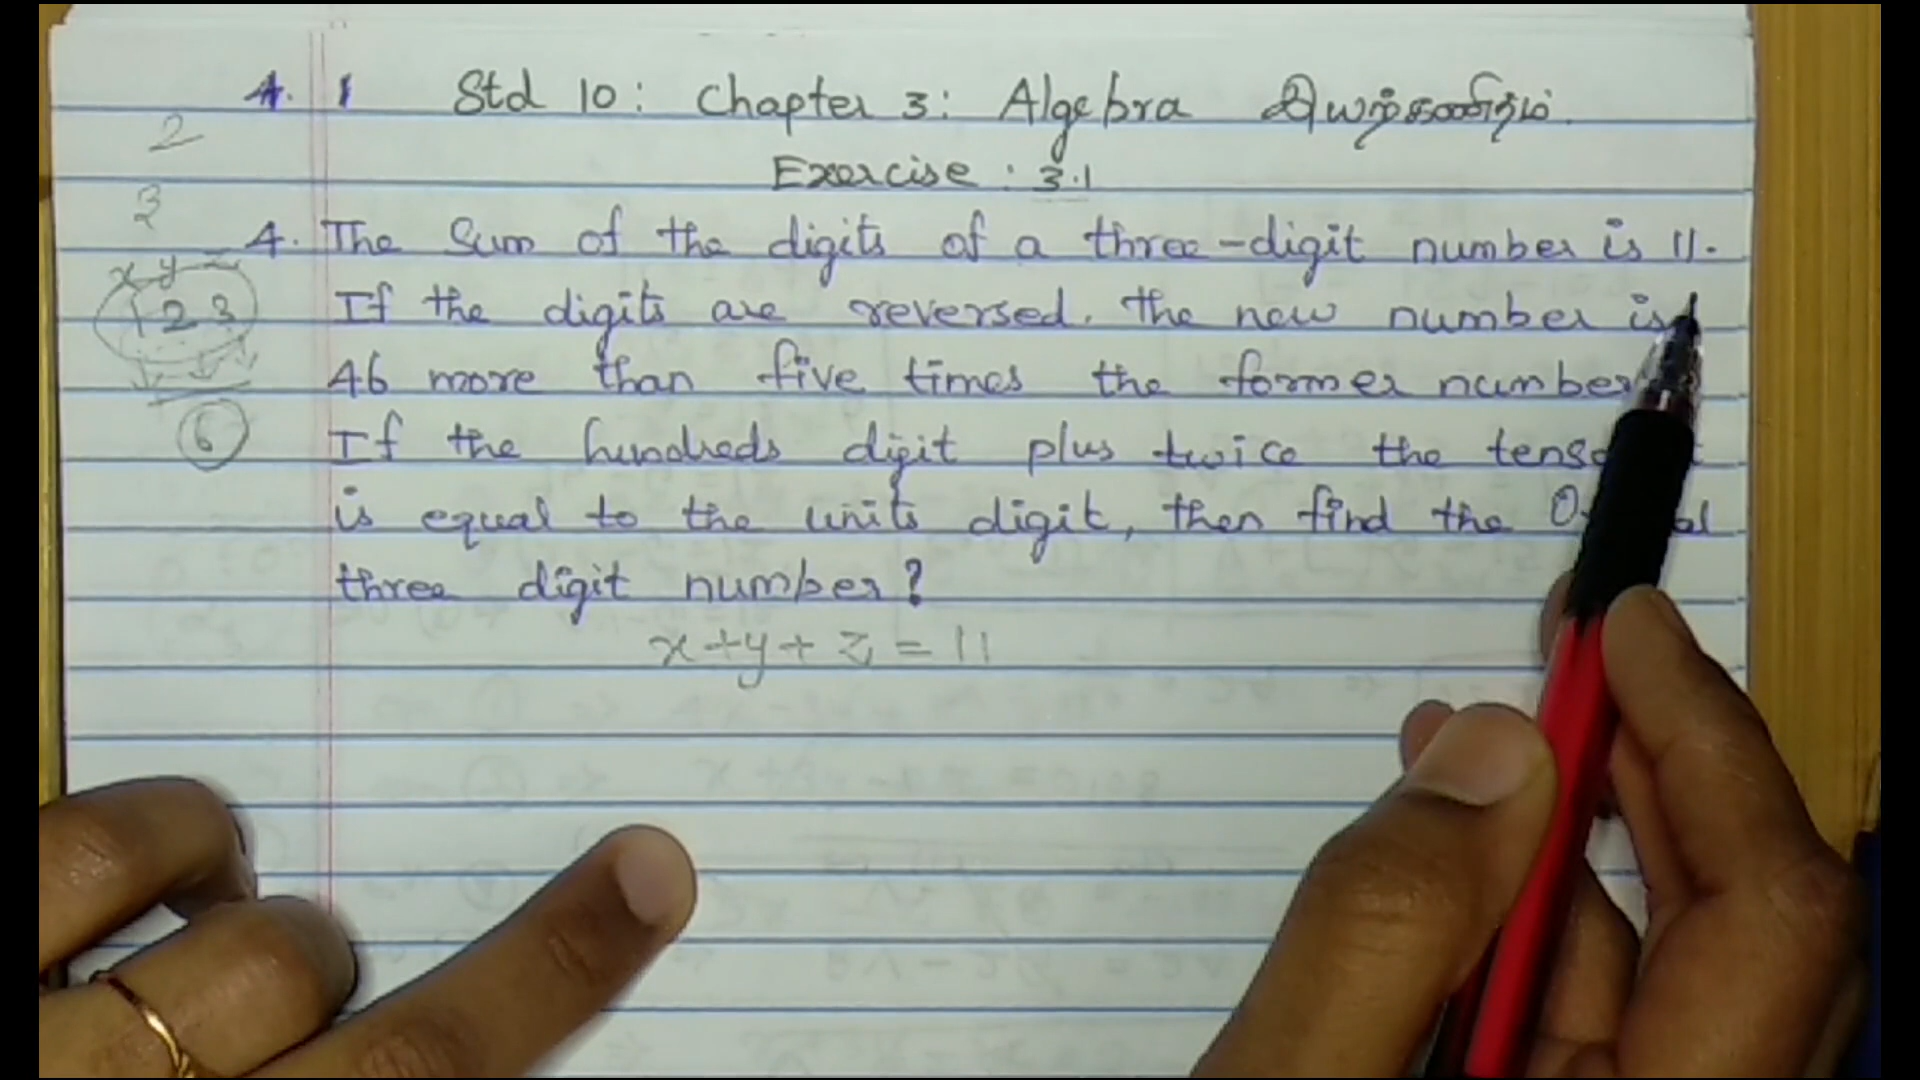 4. 1 Std 10: Chapter 3: Algebra இயற்கணிதம்.
Exercise : 3.1
2
3
4. The Sum of the digits of a three-digit number is 11.
x y z
1 2 3
If the digits are reversed. the new number is
46 more than five times the former number
If the hundreds digit plus twice the tens
6
is equal to the units digit, then find the
three digit number?
x+y+z=11